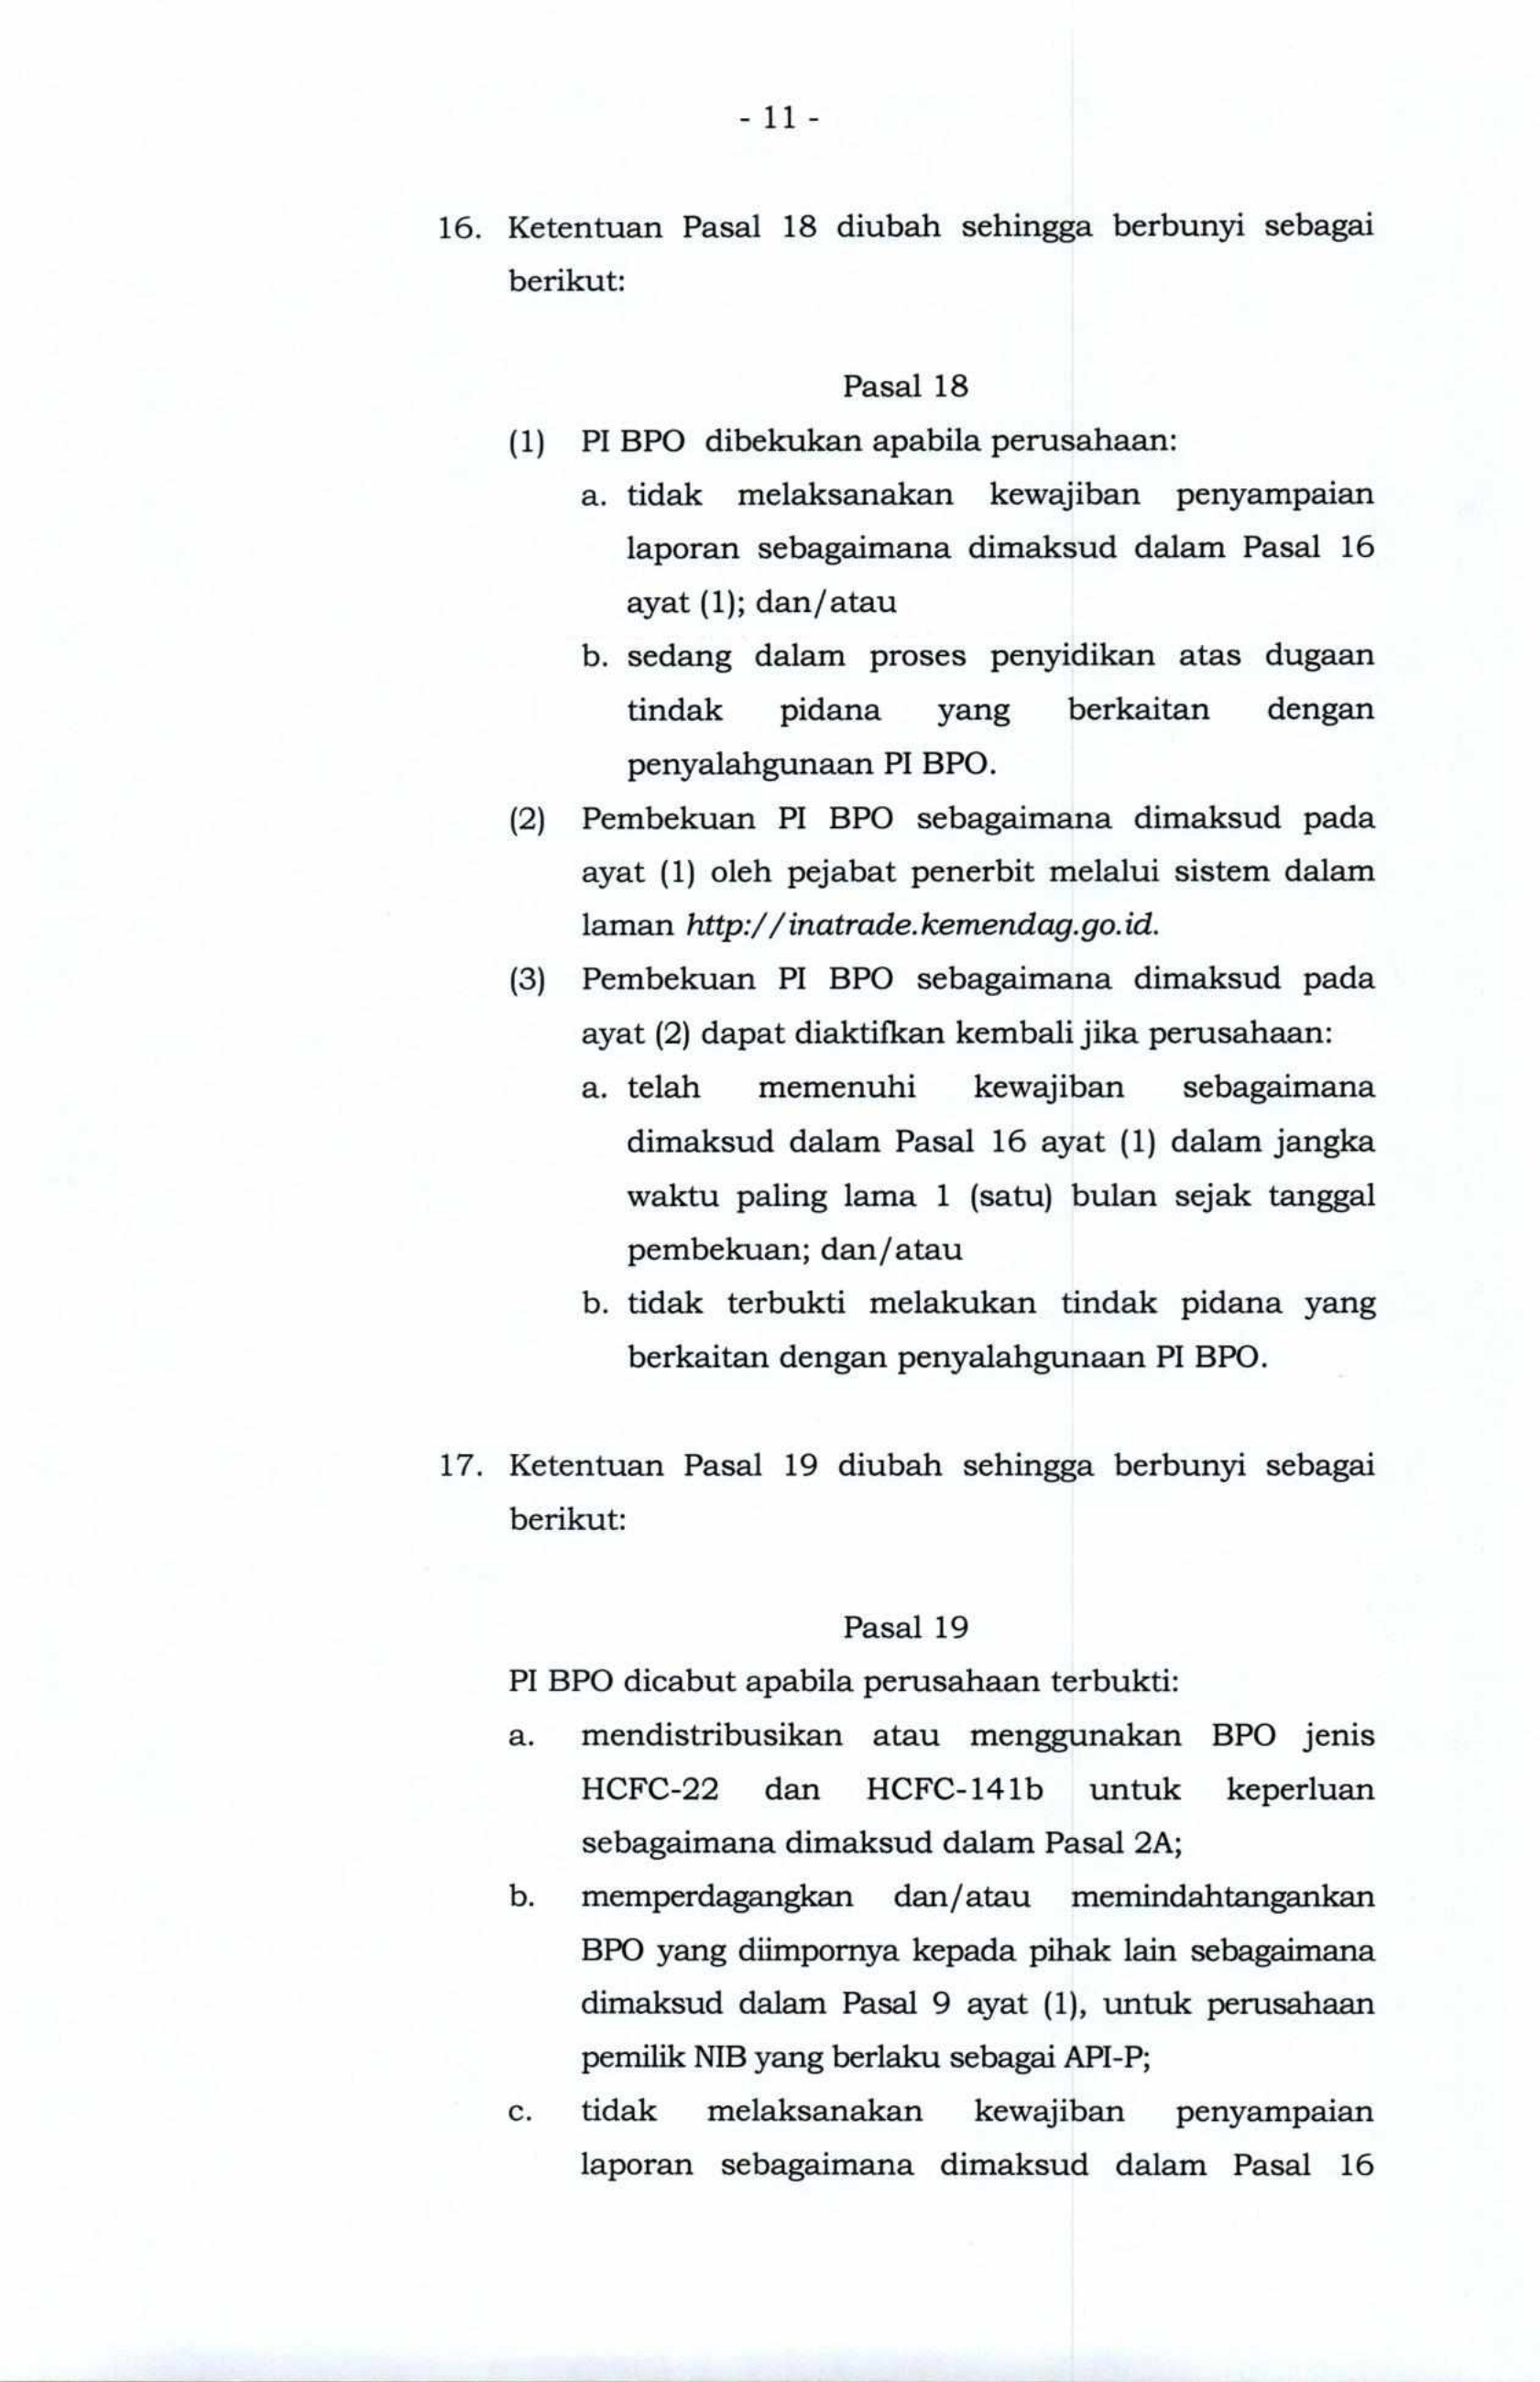 - 11 -
16. Ketentuan Pasal 18 diubah sehingga berbunyi sebagai
berikut:
Pasal 18
(1) PI BPO dibekukan apabila perusahaan:
a. tidak melaksanakan kewajiban penyampaian
laporan sebagaimana dimaksud dalam Pasal 16
ayat (1); dan/atau
b. sedang dalam proses penyidikan atas dugaan
tindak pidana yang berkaitan dengan
penyalahgunaan PI BPO.
(2) Pembekuan PI BPO sebagaimana dimaksud pada
ayat (1) oleh pejabat penerbit melalui sistem dalam
laman http://inatrade.kemendag.go.id.
(3) Pembekuan PI BPO sebagaimana dimaksud pada
ayat (2) dapat diaktifkan kembali jika perusahaan:
a. telah memenuhi kewajiban sebagaimana
dimaksud dalam Pasal 16 ayat (1) dalam jangka
waktu paling lama 1 (satu) bulan sejak tanggal
pembekuan; dan/atau
b. tidak terbukti melakukan tindak pidana yang
berkaitan dengan penyalahgunaan PI BPO.
17. Ketentuan Pasal 19 diubah sehingga berbunyi sebagai
berikut:
Pasal 19
PI BPO dicabut apabila perusahaan terbukti:
a. mendistribusikan atau menggunakan BPO jenis
HCFC-22 dan HCFC-141b untuk keperluan
sebagaimana dimaksud dalam Pasal 2A;
b. memperdagangkan dan/atau memindahtangankan
BPO yang diimpornya kepada pihak lain sebagaimana
dimaksud dalam Pasal 9 ayat (1), untuk perusahaan
pemilik NIB yang berlaku sebagai API-P;
c. tidak melaksanakan kewajiban penyampaian
laporan sebagaimana dimaksud dalam Pasal 16